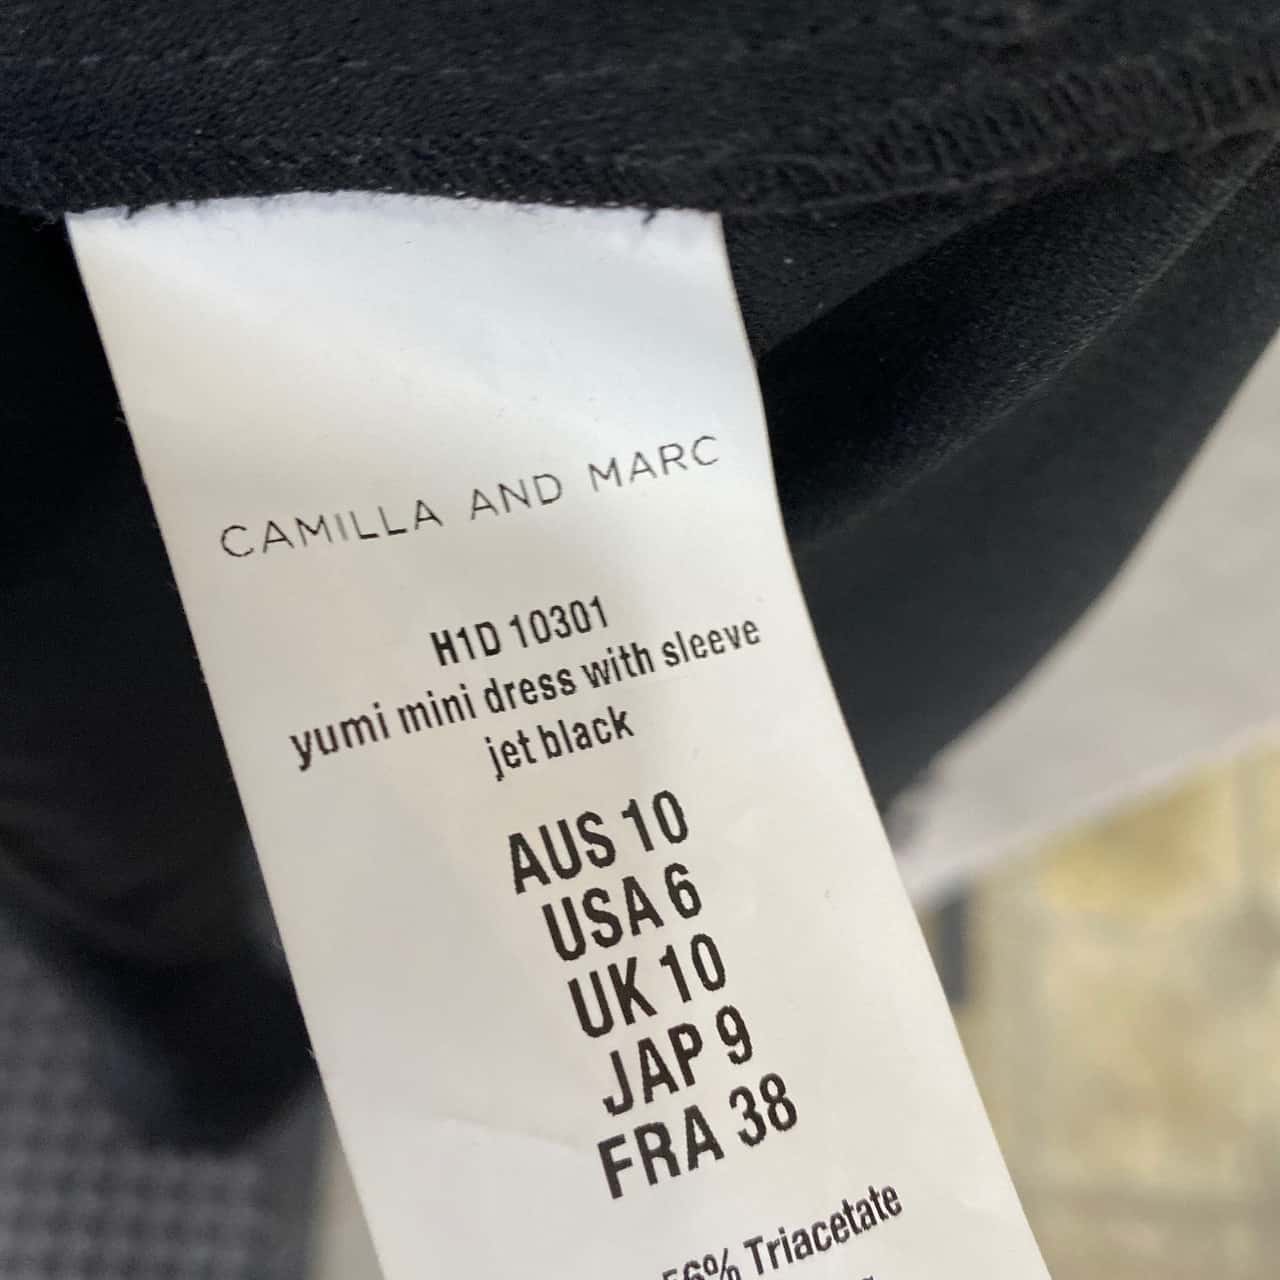 CAMILLA AND MARC
H1D 10301
yumi mini dress with sleeve
jet black
AUS 10
USA 6
UK 10
JAP 9
FRA 38
56% Triacetate